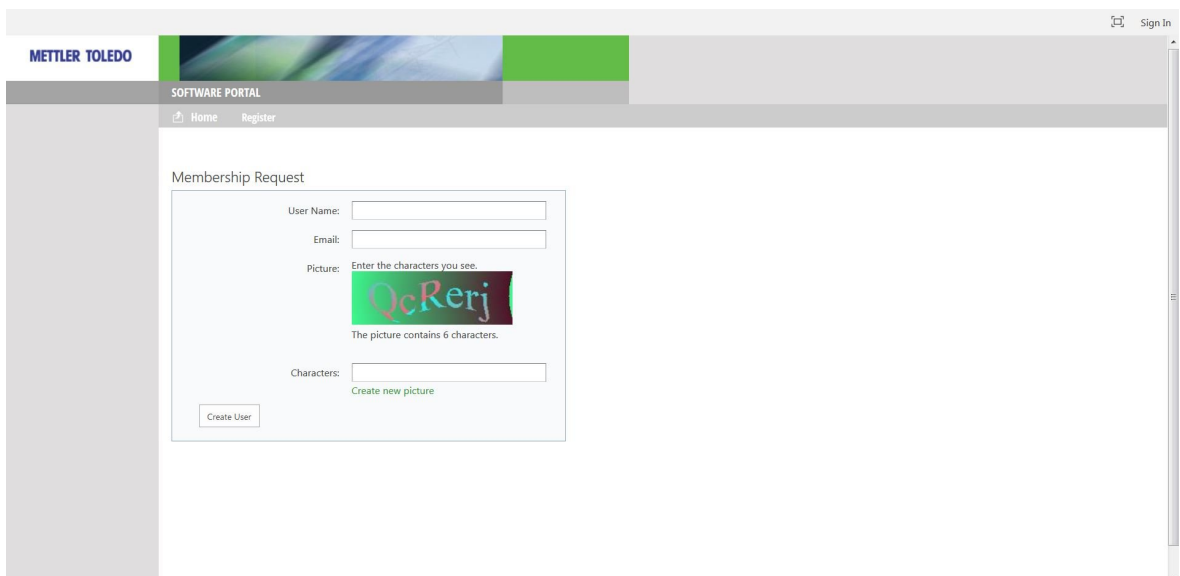 Sign In
METTLER TOLEDO
SOFTWARE PORTAL
Home Register
Membership Request
User Name:
Email:
Picture: Enter the characters you see.
QcRerj
The picture contains 6 characters.
Characters:
Create new picture
Create User